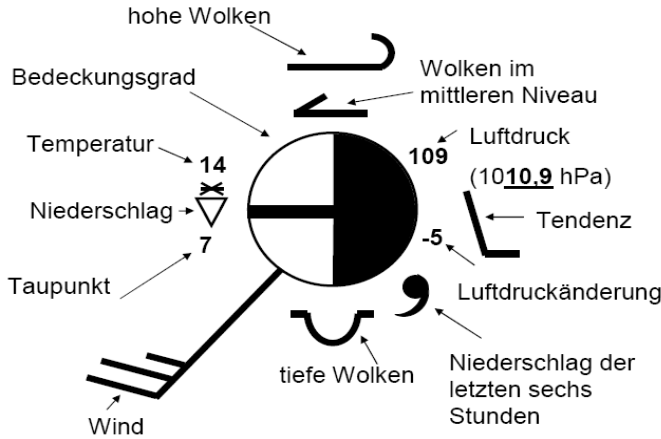 hohe Wolken
Bedeckungsgrad
Wolken im
mittleren Niveau
Temperatur
14
109
Luftdruck
(1010,9 hPa)
Niederschlag
Tendenz
7
-5
Taupunkt
Luftdruckänderung
tiefe Wolken
Niederschlag der
letzten sechs
Stunden
Wind